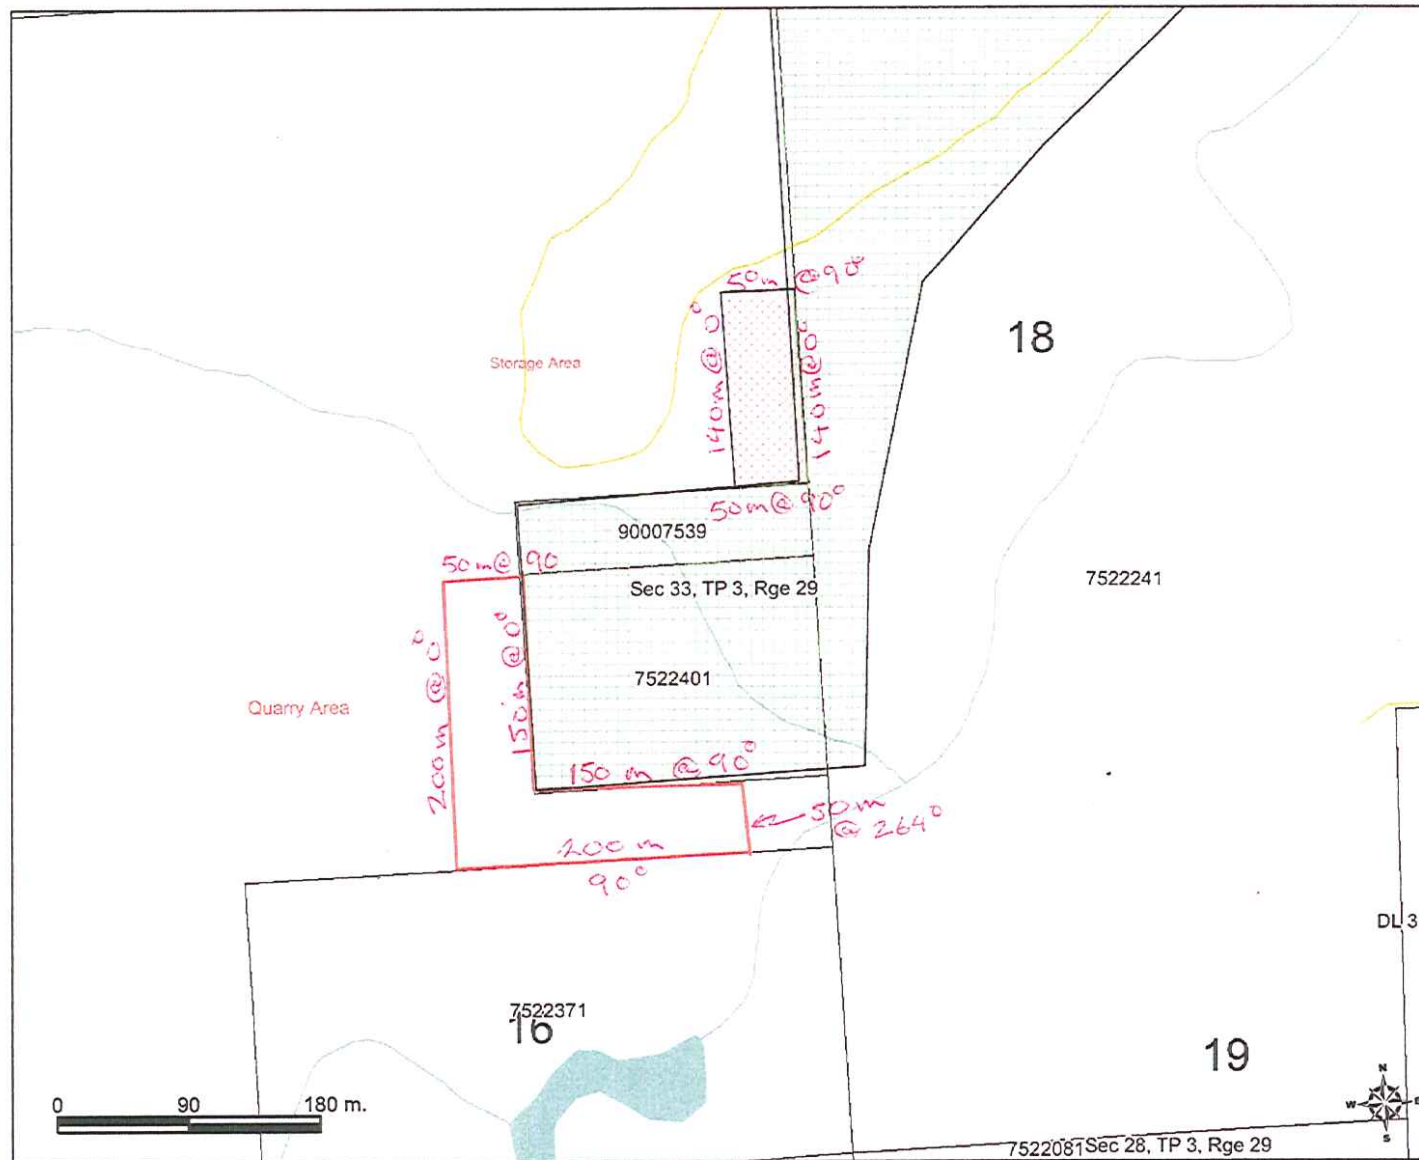 50m @ 90°
18
140m @ 0°
140m @ 0°
Storage Area
50m @ 90°
90007539
50m @ 90
Sec 33, TP 3, Rge 29
7522241
200m @ 0°
150m @ 0°
7522401
Quarry Area
150 m @ 90°
50m
@ 264°
200 m
90°
DL 3
7522371
16
19
0 90 180 m.
N
W E
S
7522081 Sec 28, TP 3, Rge 29